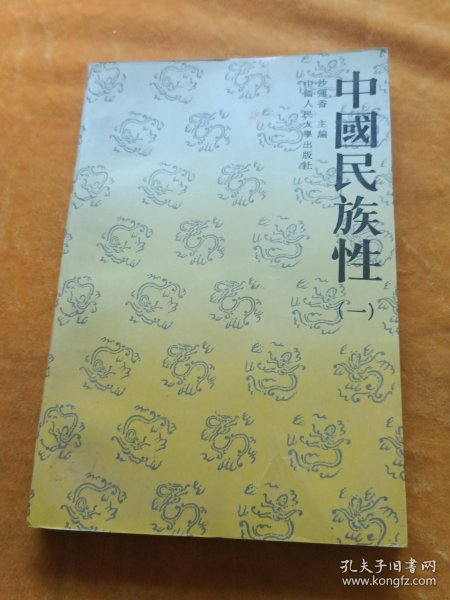 中國民族性
（一）
沙蓮香 主編
中國人民大學出版社
孔夫子旧书网
www.kongfz.com